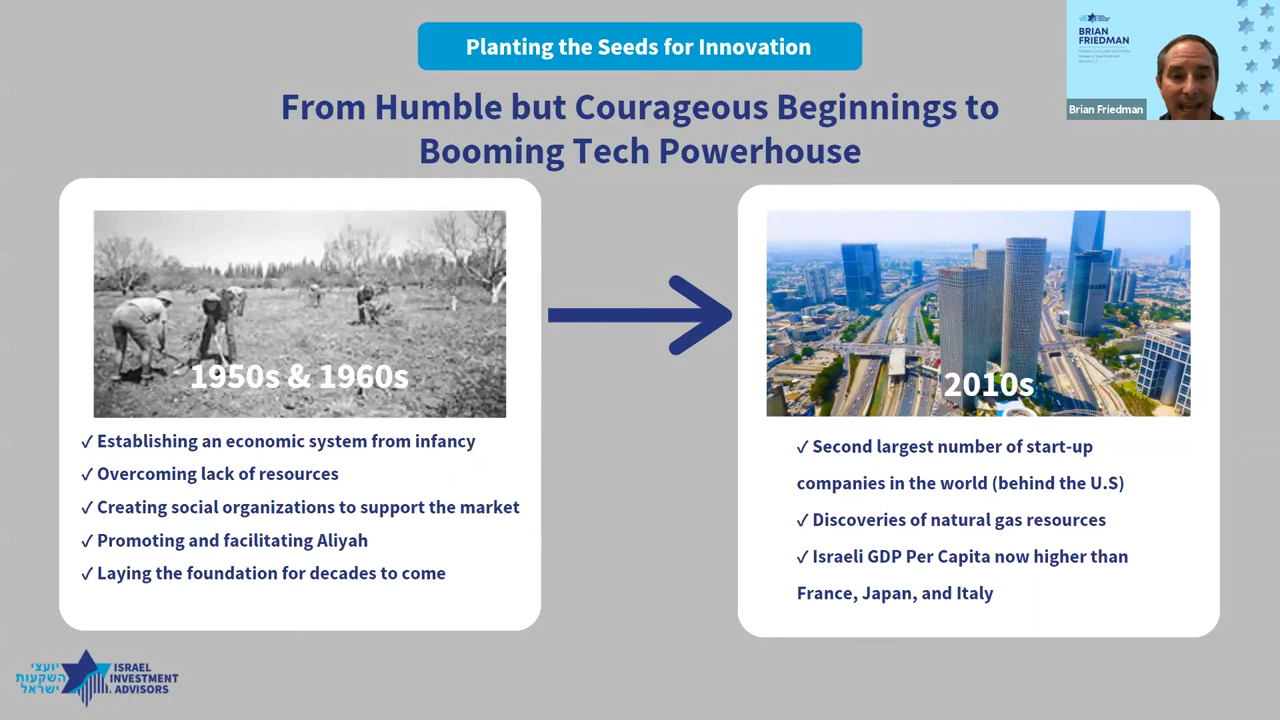 Planting the Seeds for Innovation
From Humble but Courageous Beginnings to
Booming Tech Powerhouse
BRIAN
FRIEDMAN
Brian Friedman
1950s & 1960s
✓ Establishing an economic system from infancy
✓ Overcoming lack of resources
✓ Creating social organizations to support the market
✓ Promoting and facilitating Aliyah
✓ Laying the foundation for decades to come
2010s
✓ Second largest number of start-up
companies in the world (behind the U.S)
✓ Discoveries of natural gas resources
✓ Israeli GDP Per Capita now higher than
France, Japan, and Italy
יועצי
השקעות
ישראל
ISRAEL
INVESTMENT
ADVISORS